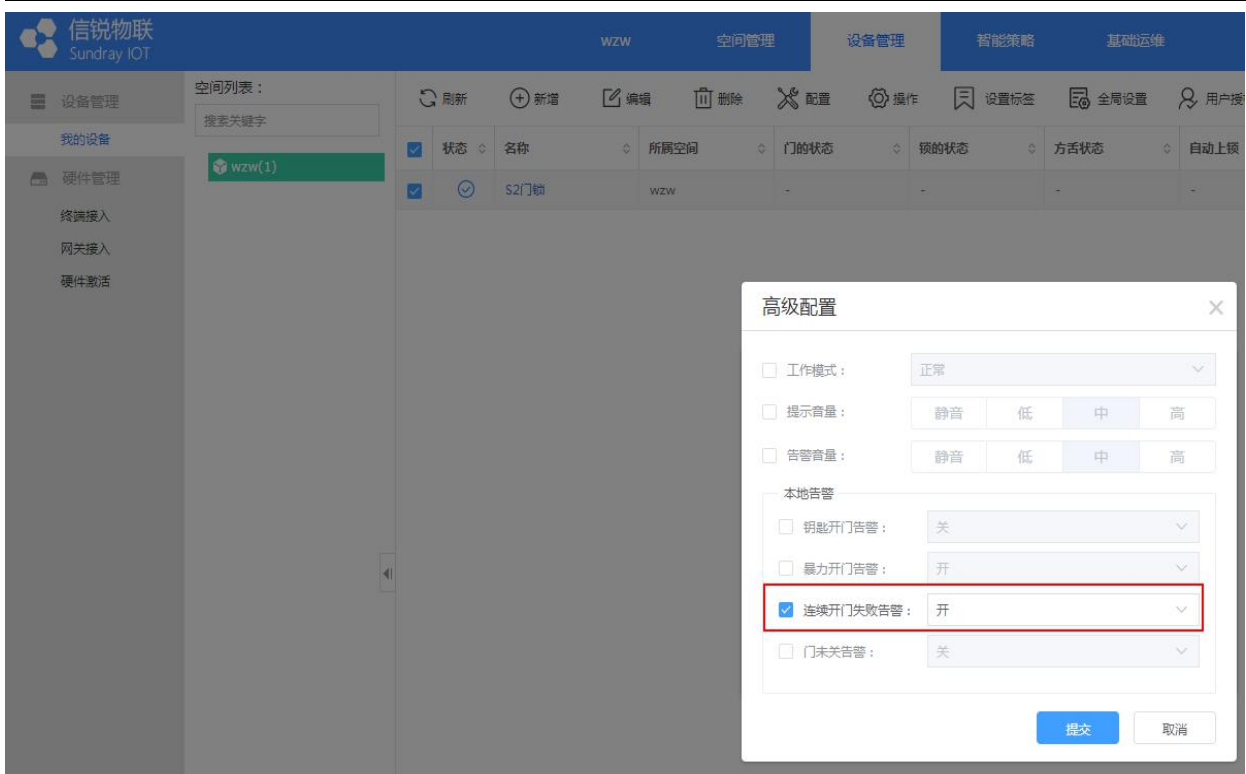 信锐物联
Sundray IOT
wzw
空间管理
设备管理
智能策略
基础运维
设备管理
我的设备
硬件管理
终端接入
网关接入
硬件激活
空间列表：
搜索关键字
wzw(1)
刷新
新增
编辑
删除
配置
操作
设置标签
全局设置
用户授
状态
名称
所属空间
门的状态
锁的状态
方舌状态
自动上锁
S2门锁
wzw
-
-
-
-
高级配置
工作模式：
正常
提示音量：
静音 低 中 高
告警音量：
静音 低 中 高
本地告警
钥匙开门告警：
关
暴力开门告警：
开
连续开门失败告警：
开
门未关告警：
关
提交
取消